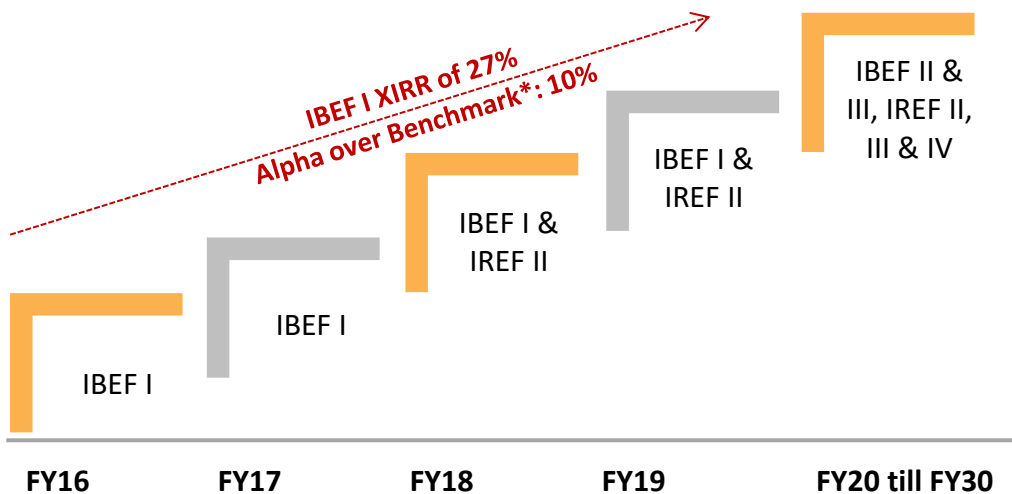 IBEF I XIRR of 27%
Alpha over Benchmark*: 10%
IBEF II &
III, IREF II,
III & IV
IBEF I &
IREF II
IBEF I &
IREF II
IBEF I
IBEF I
FY16
FY17
FY18
FY19
FY20 till FY30